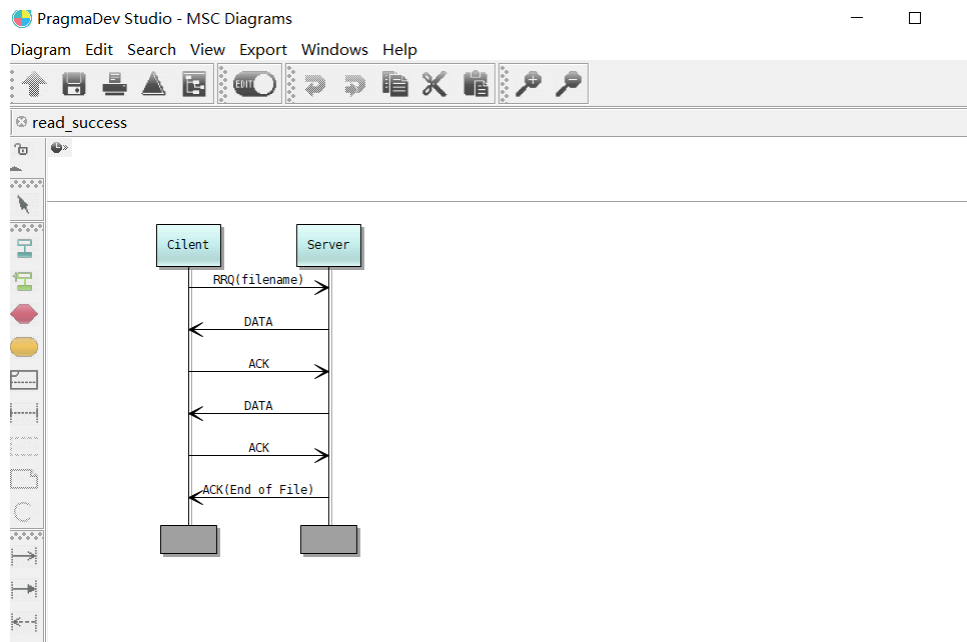 PragmaDev Studio - MSC Diagrams
Diagram Edit Search View Export Windows Help
EDIT
read_success
Cilent Server
RRQ(filename)
DATA
ACK
DATA
ACK
ACK(End of File)